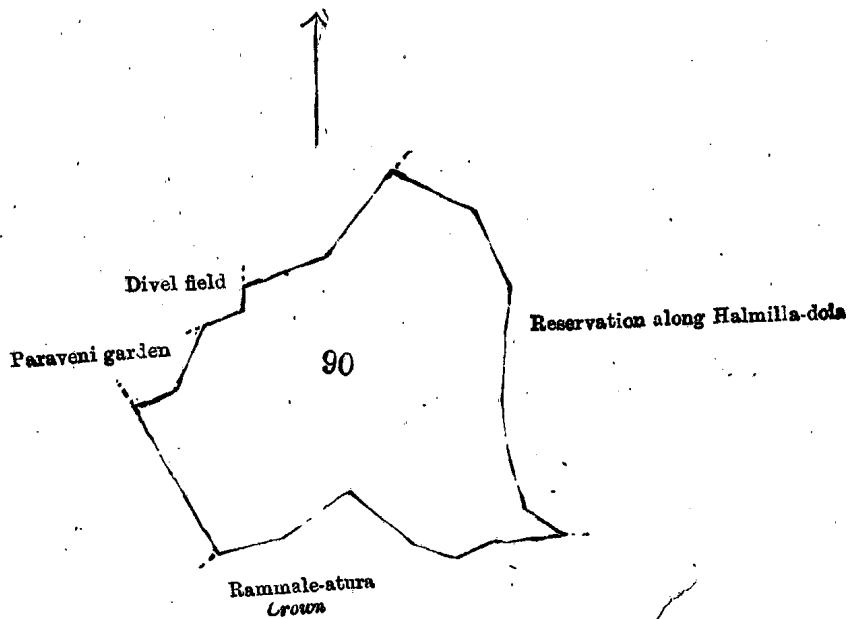 Divel field
Paraveni garden
90
Reservation along Halmilla-dola
Rammale-atura
Crown